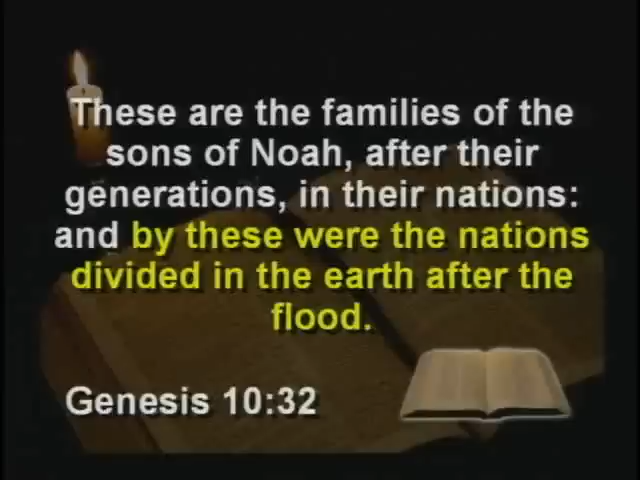 These are the families of the
sons of Noah, after their
generations, in their nations:
and by these were the nations
divided in the earth after the
flood.
Genesis 10:32